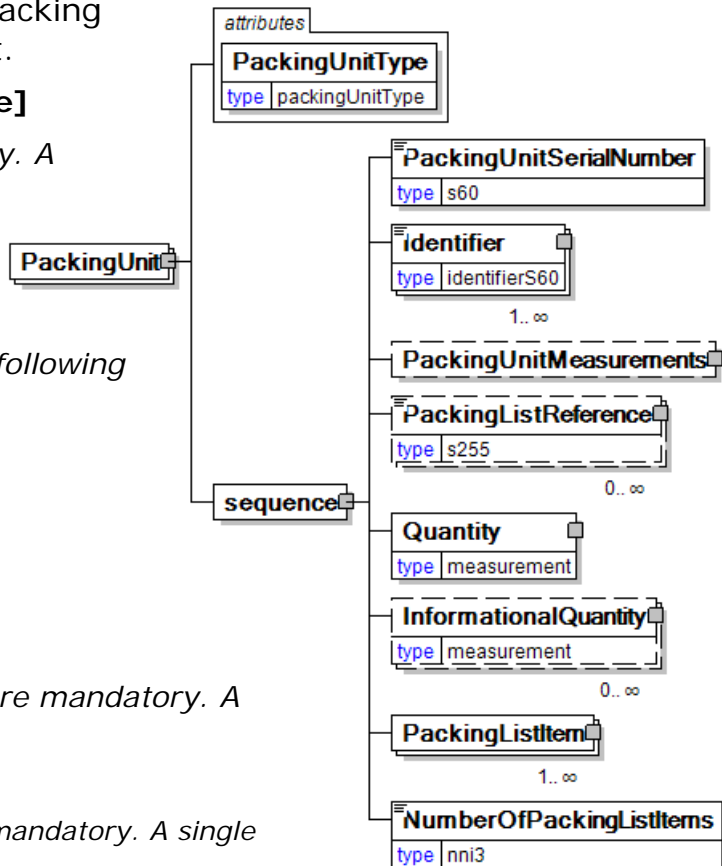 acking
attributes
PackingUnitType
type packingUnitType
e]
y. A
PackingUnitSerialNumber
type s60
Identifier
type identifierS60
1.. ∞
PackingUnit
following
PackingUnitMeasurements
PackingListReference
type s255
0.. ∞
sequence
Quantity
type measurement
InformationalQuantity
type measurement
0.. ∞
re mandatory. A
PackingListItem
1.. ∞
mandatory. A single
NumberOfPackingListItems
type nni3